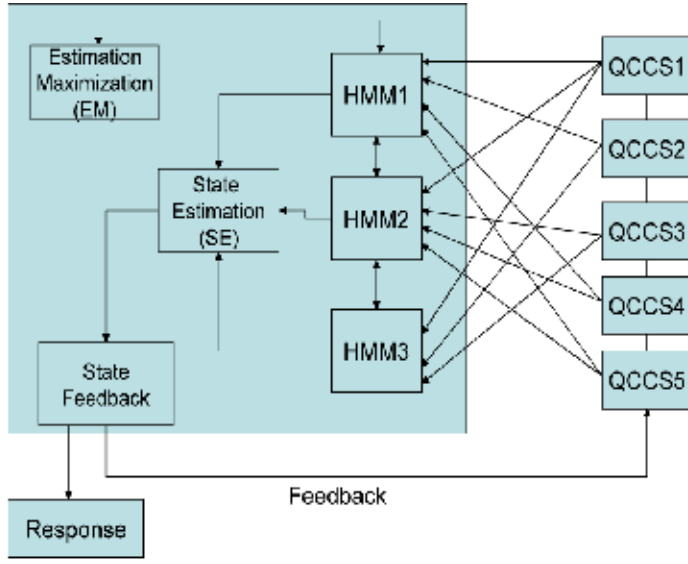 Estimation
Maximization
(EM)
HMM1
QCCS1
QCCS2
State
Estimation
(SE)
HMM2
QCCS3
QCCS4
HMM3
QCCS5
State
Feedback
Feedback
Response